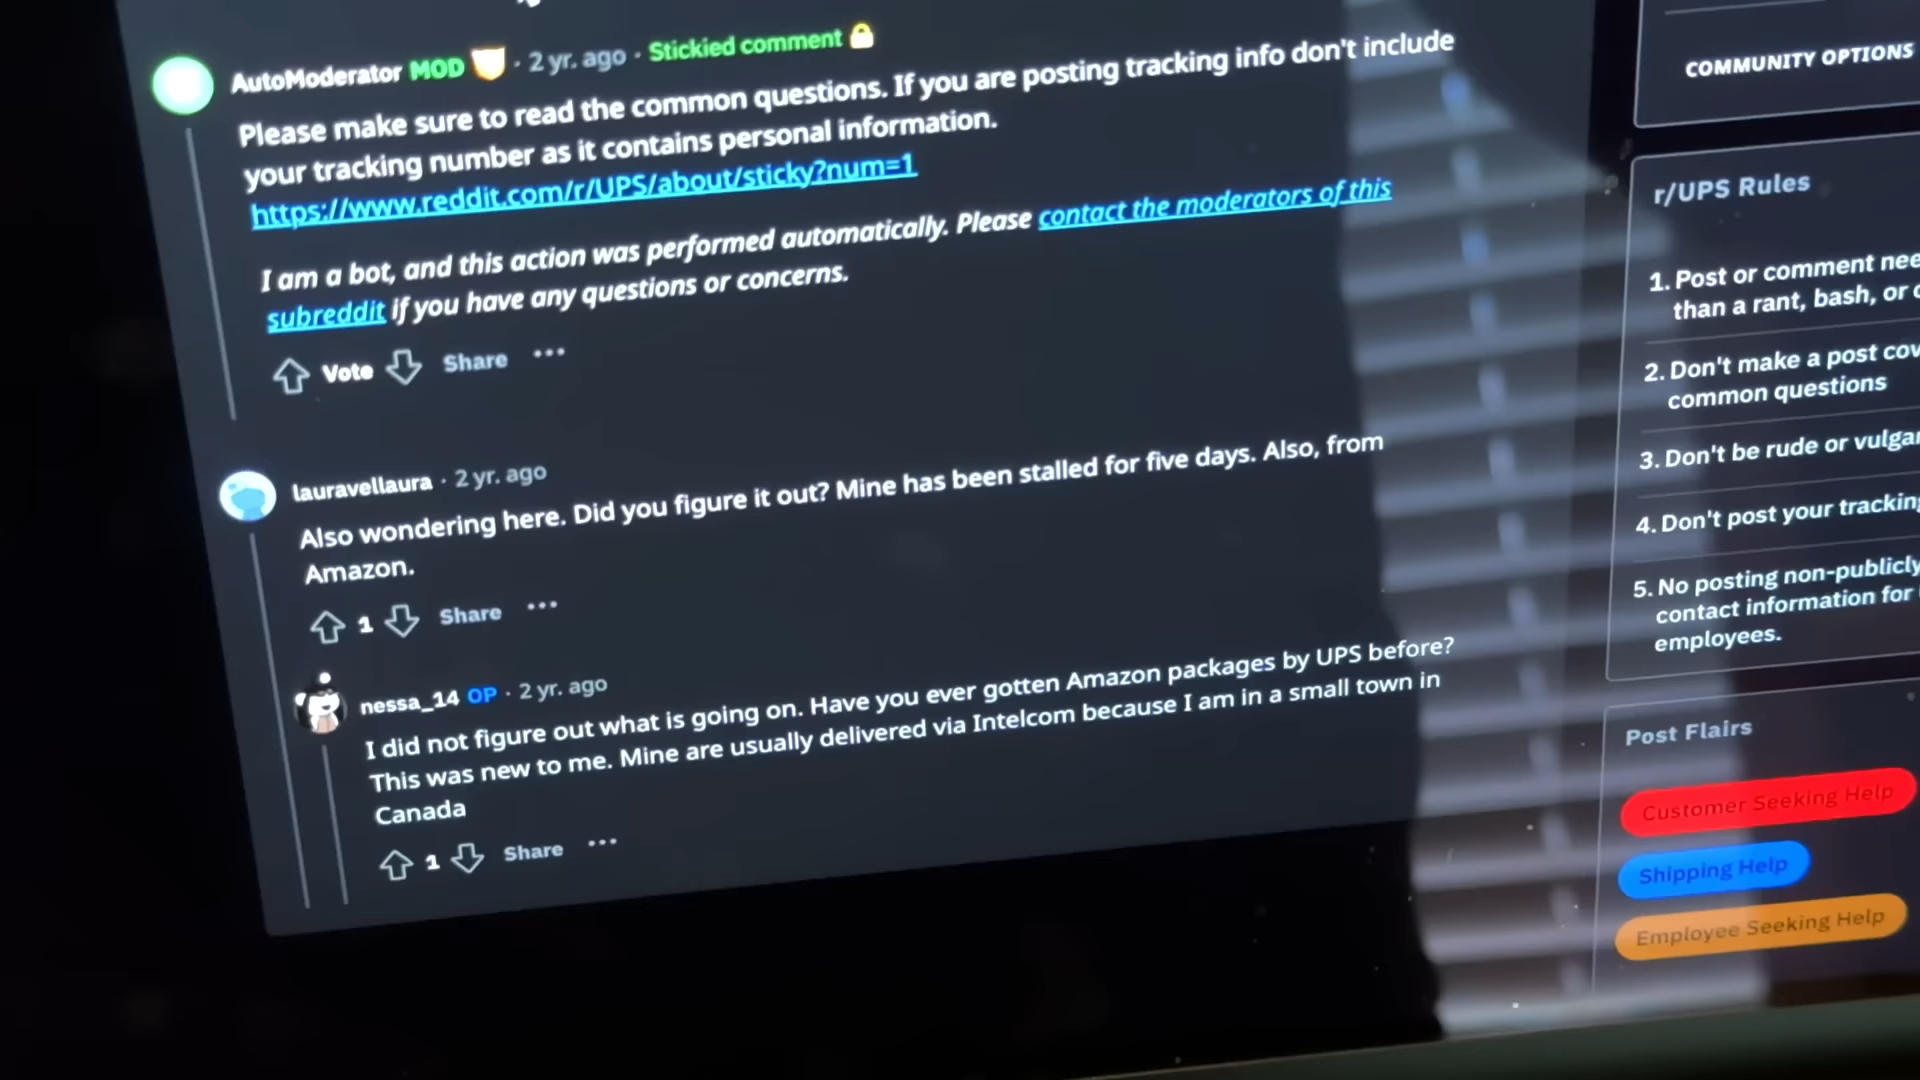 AutoModerator MOD · 2 yr. ago · Stickied comment
Please make sure to read the common questions. If you are posting tracking info don't include
your tracking number as it contains personal information.
https://www.reddit.com/r/UPS/about/sticky?num=1
I am a bot, and this action was performed automatically. Please contact the moderators of this
subreddit if you have any questions or concerns.
Vote Share ...
lauravellaura · 2 yr. ago
Also wondering here. Did you figure it out? Mine has been stalled for five days. Also, from
Amazon.
1 Share ...
nessa_14 OP · 2 yr. ago
I did not figure out what is going on. Have you ever gotten Amazon packages by UPS before?
This was new to me. Mine are usually delivered via Intelcom because I am in a small town in
Canada
1 Share ...
COMMUNITY OPTIONS
r/UPS Rules
1. Post or comment nee
than a rant, bash, or
2. Don't make a post cov
common questions
3. Don't be rude or vulgar
4. Don't post your tracking
5. No posting non-publicly
contact information for
employees.
Post Flairs
Customer Seeking Help
Shipping Help
Employee Seeking Help